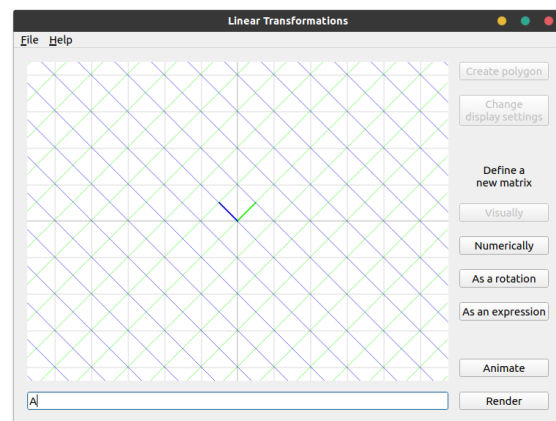 Linear Transformations
File Help
Create polygon
Change
display settings
Define a
new matrix
Visually
Numerically
As a rotation
As an expression
Animate
A
Render